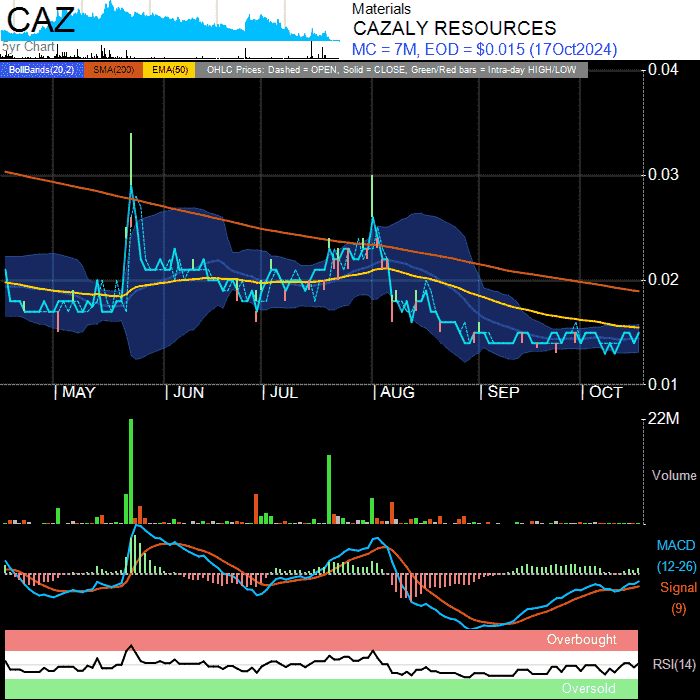 CAZ
5yr Chart
Materials
CAZALY RESOURCES
MC = 7M, EOD = $0.015 (17Oct2024)
BollBands(20,2) SMA(200) EMA(50) OHLC Prices: Dashed = OPEN, Solid = CLOSE, Green/Red bars = Intra-day HIGH/LOW
0.04
0.03
0.02
0.01
MAY JUN JUL AUG SEP OCT
22M
Volume
MACD
(12-26)
Signal
(9)
Overbought
RSI(14)
Oversold